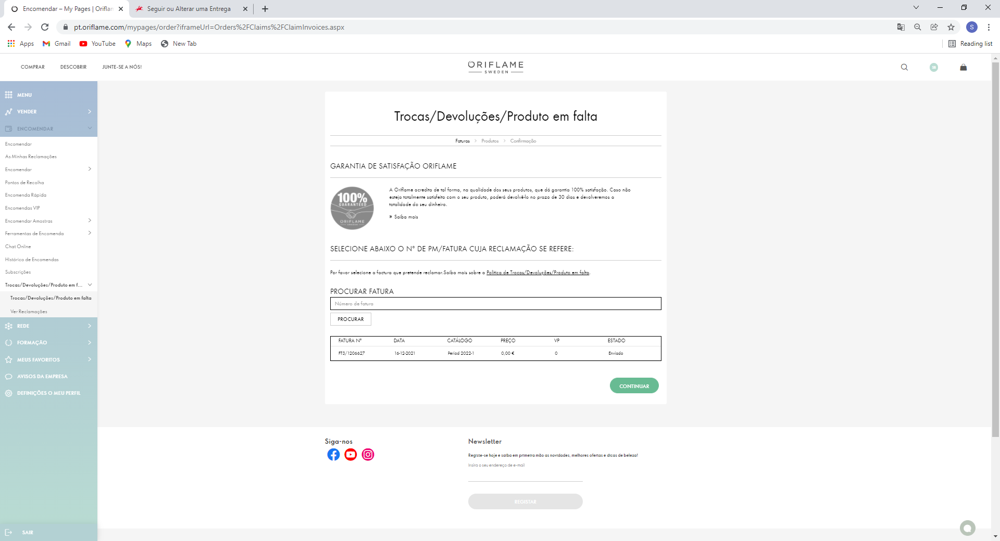 Encomendar – My Pages | Oriflan
Seguir ou Alterar uma Entrega
pt.oriflame.com/mypages/order?iframeUrl=Orders%2FClaims%2FClaimInvoices.aspx
S
Apps
Gmail
YouTube
Maps
New Tab
Reading list
COMPRAR
DESCOBRIR
JUNTE-SE A NÓS!
ORIFLAME
SWEDEN
SB
MENU
VENDER
ENCOMENDAR
Encomendar
As Minhas Reclamações
Encomendar
Pontos de Recolha
Encomenda Rápida
Encomendas VIP
Encomendar Amostras
Ferramentas de Encomenda
Chat Online
Histórico de Encomendas
Subscrições
Trocas/Devoluções/Produto em f...
Trocas/Devoluções/Produto em falta
Ver Reclamações
REDE
FORMAÇÃO
MEUS FAVORITOS
AVISOS DA EMPRESA
DEFINIÇÕES O MEU PERFIL
SAIR
Trocas/Devoluções/Produto em falta
Faturas > Produtos > Confirmação
GARANTIA DE SATISFAÇÃO ORIFLAME
100%
GUARANTEED
ORIFLAME
SWEDEN
A Oriflame acredita de tal forma, na qualidade dos seus produtos, que dá garantia 100% satisfação. Caso não
esteja totalmente satisfeito com o seu produto, poderá devolvê-lo no prazo de 30 dias e devolveremos a
totalidade do seu dinheiro.
» Saiba mais
SELECIONE ABAIXO O Nº DE PM/FATURA CUJA RECLAMAÇÃO SE REFERE:
Por favor selecione a factura que pretende reclamar.Saiba mais sobre a Política de Trocas/Devoluções/Produto em falta.
PROCURAR FATURA
Número de fatura
PROCURAR
FATURA Nº DATA CATÁLOGO PREÇO VP ESTADO
FT3/1206627 16-12-2021 Period 2022-1 0,00 € 0 Enviado
CONTINUAR
Siga-nos
Newsletter
Registe-se hoje e saiba em primeira mão as novidades, melhores ofertas e dicas de beleza!
Insira o seu endereço de e-mail
REGISTAR